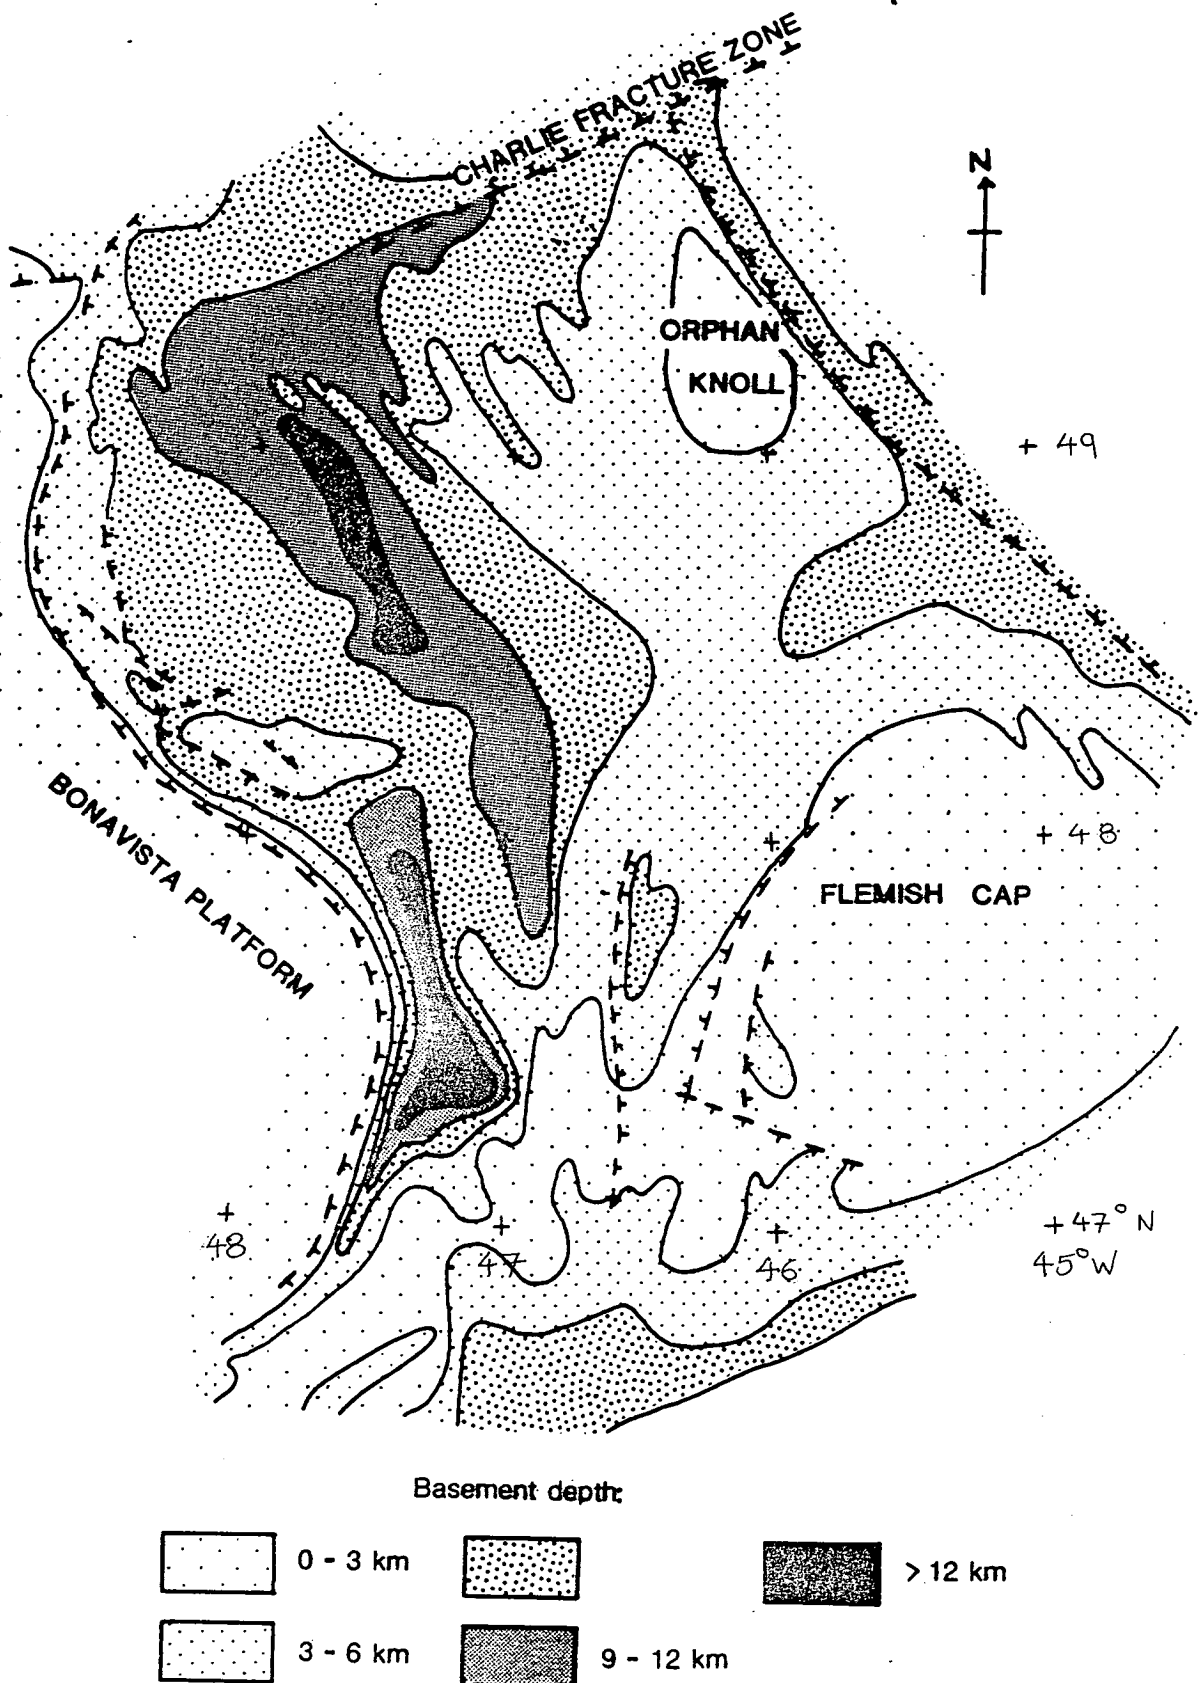 CHARLIE FRACTURE ZONE
N
ORPHAN
KNOLL
+ 49
BONAVISTA PLATFORM
+ 48
FLEMISH CAP
48
47
46
+ 47° N
45° W
Basement depth:
0 - 3 km
> 12 km
3 - 6 km
9 - 12 km